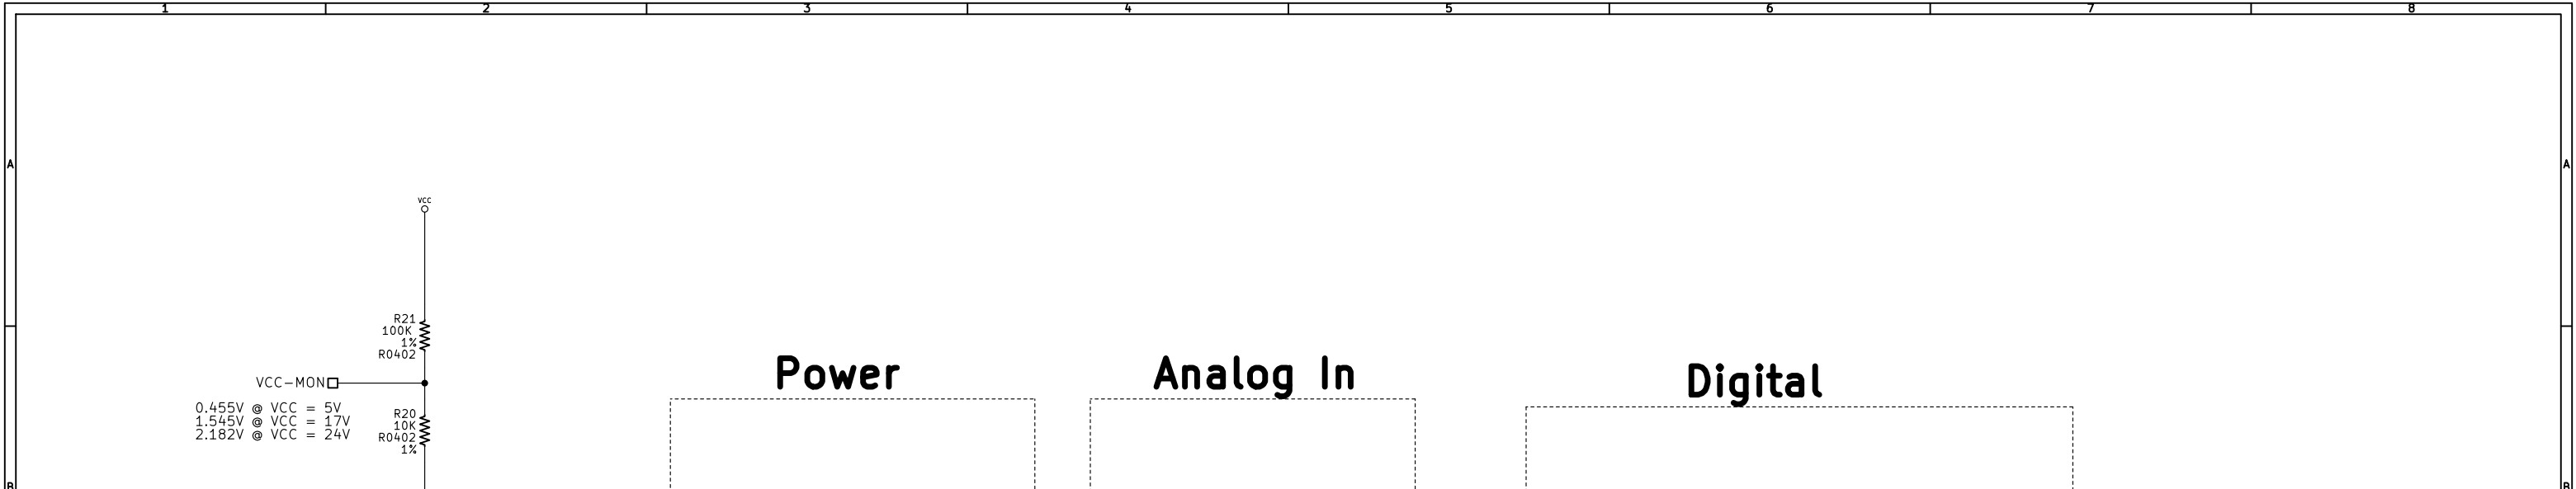 1 2 3 4 5 6 7 8
A A
VCC
R21
100K
1%
R0402
Power Analog In Digital
VCC-MON
0.455V @ VCC = 5V
1.545V @ VCC = 17V
2.182V @ VCC = 24V
R20
10K
R0402
1%
B B